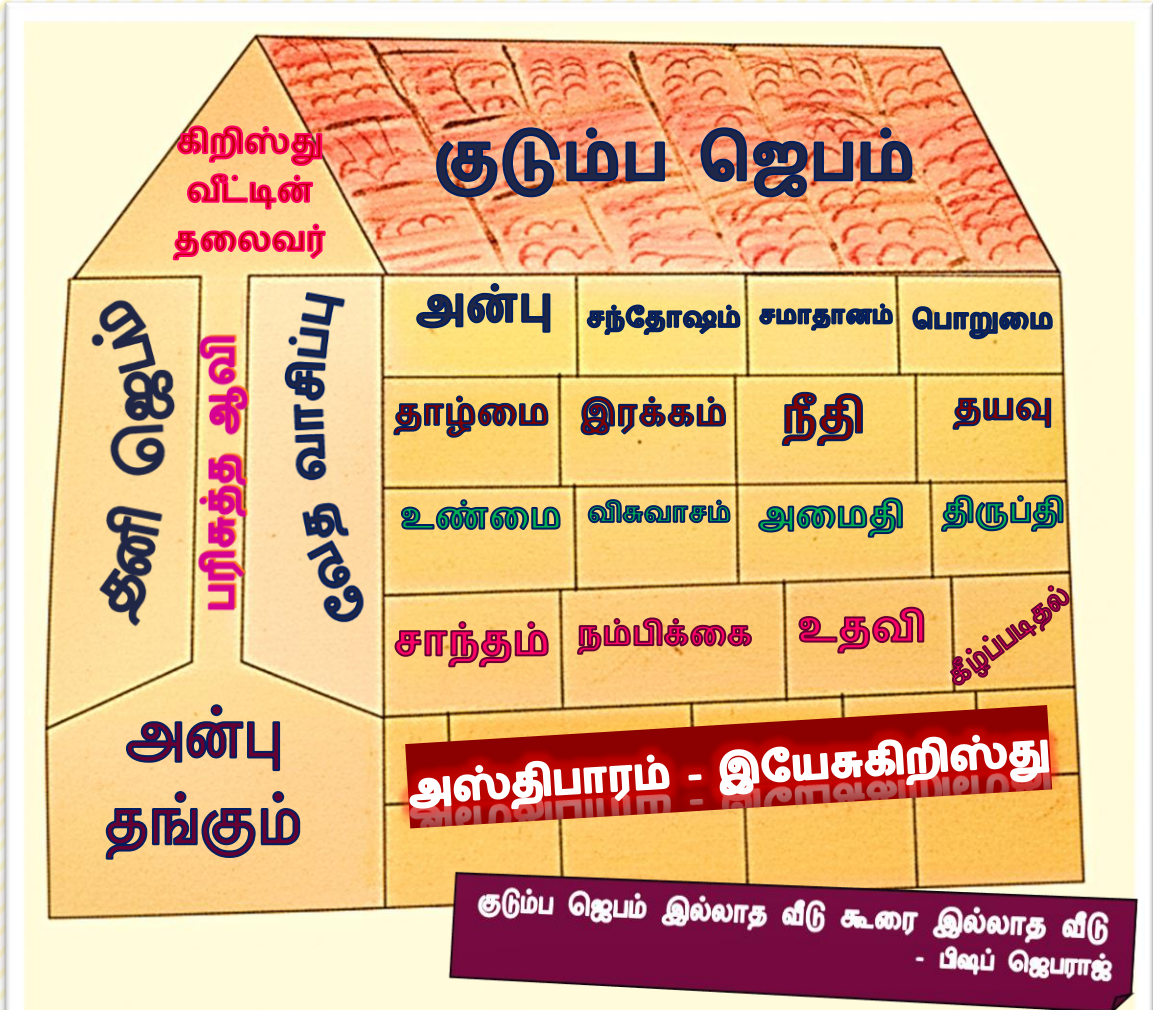 கிறிஸ்து
வீட்டின்
தலைவர்
குடும்ப ஜெபம்
தனி ஜெபம்
பரிசுத்த ஆவி
வேத வாசிப்பு
அன்பு சந்தோஷம் சமாதானம் பொறுமை
தாழ்மை இரக்கம் நீதி தயவு
உண்மை விசுவாசம் அமைதி திருப்தி
சாந்தம் நம்பிக்கை உதவி கீழ்ப்படிதல்
அன்பு
தங்கும்
அஸ்திபாரம் - இயேசுகிறிஸ்து
குடும்ப ஜெபம் இல்லாத வீடு கூரை இல்லாத வீடு
- பிஷப் ஜெபராஜ்